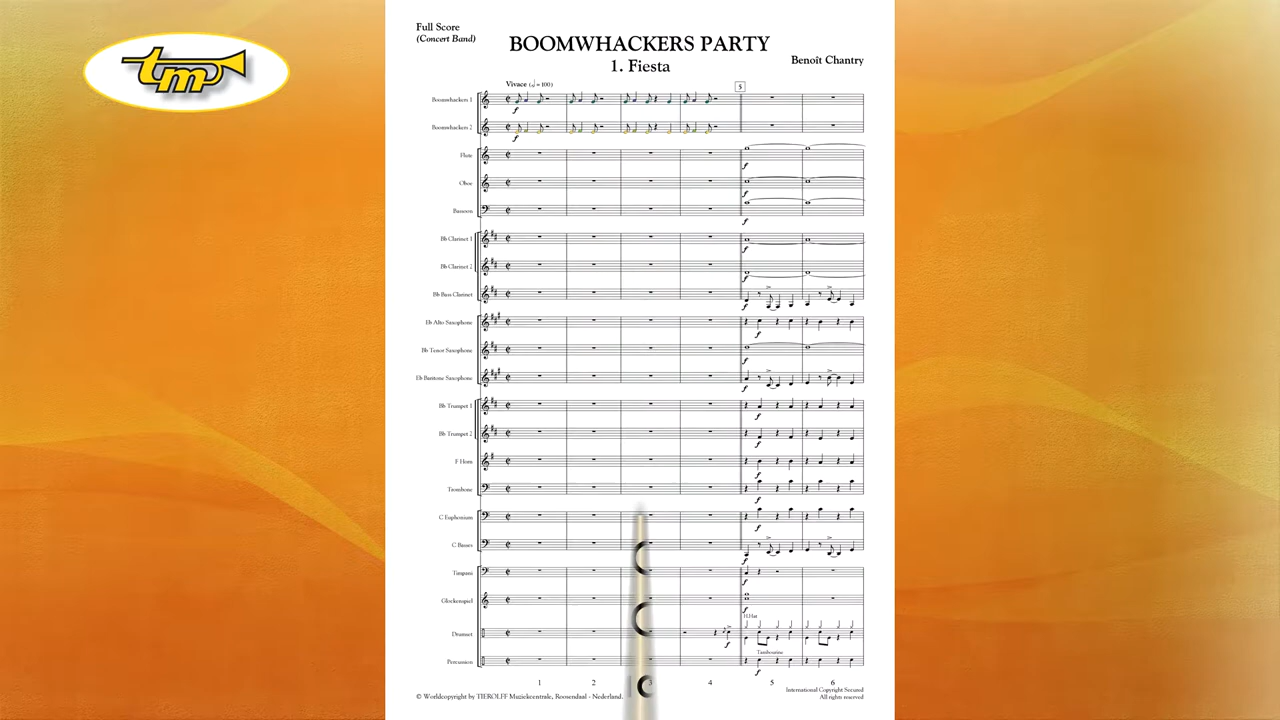 tm
Full Score
(Concert Band)
BOOMWHACKERS PARTY
1. Fiesta
Benoît Chantry
Vivace (𝅗𝅥 = 100)
5
Boomwhackers 1
f
Boomwhackers 2
f
Flute
f
Oboe
f
Bassoon
f
Bb Clarinet 1
f
Bb Clarinet 2
f
Bb Bass Clarinet
f
Eb Alto Saxophone
f
Bb Tenor Saxophone
f
Eb Baritone Saxophone
f
Bb Trumpet 1
f
Bb Trumpet 2
f
F Horn
f
Trombone
f
C Euphonium
f
C Basses
f
Timpani
f
Glockenspiel
f
H.Hat
Drumset
f
Tambourine
Percussion
f
1 2 3 4 5 6
© Worldcopyright by TIEROLFF Muziekcentrale, Roosendaal - Nederland.
International Copyright Secured
All rights reserved